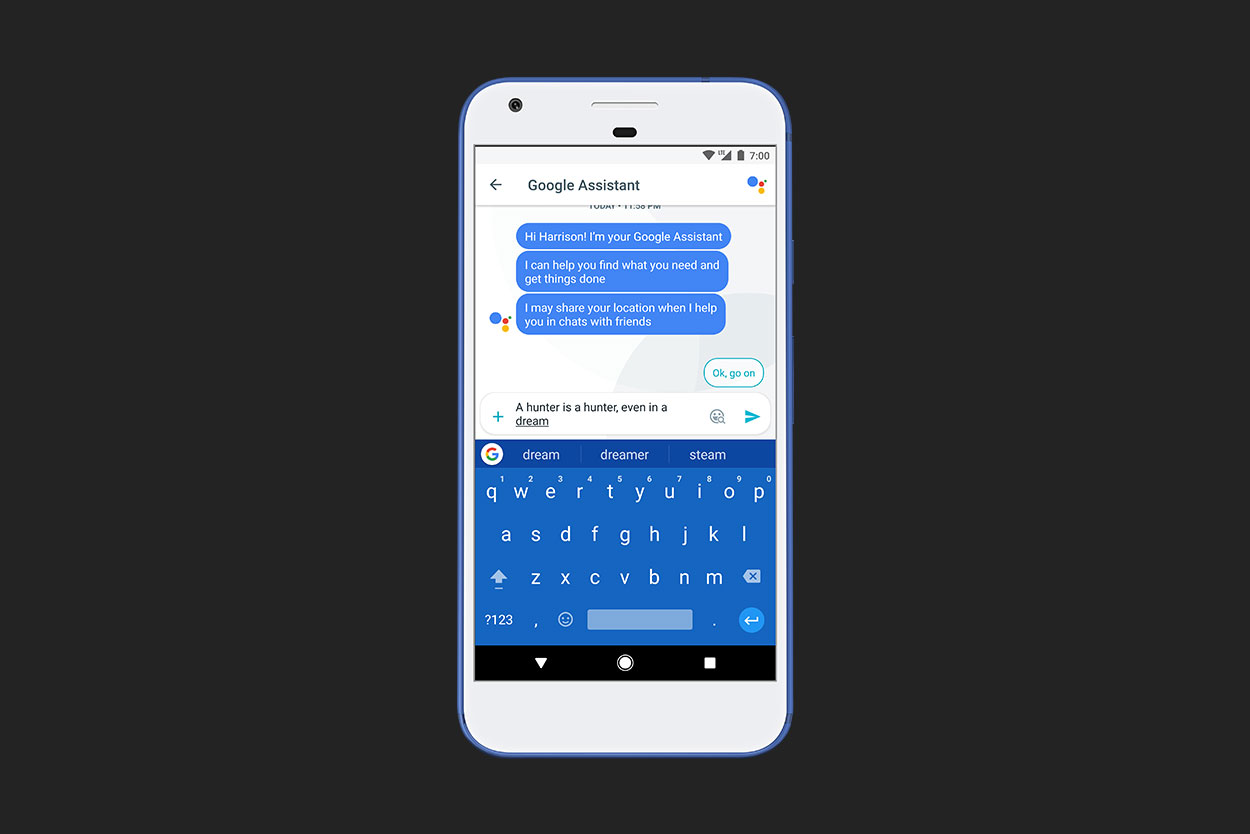 LTE 7:00
Google Assistant
TODAY • 11:58 PM
Hi Harrison! I'm your Google Assistant
I can help you find what you need and
get things done
I may share your location when I help
you in chats with friends
Ok, go on
A hunter is a hunter, even in a
dream
G dream dreamer steam
1 2 3 4 5 6 7 8 9 0
q w e r t y u i o p
a s d f g h j k l
z x c v b n m
?123 , .